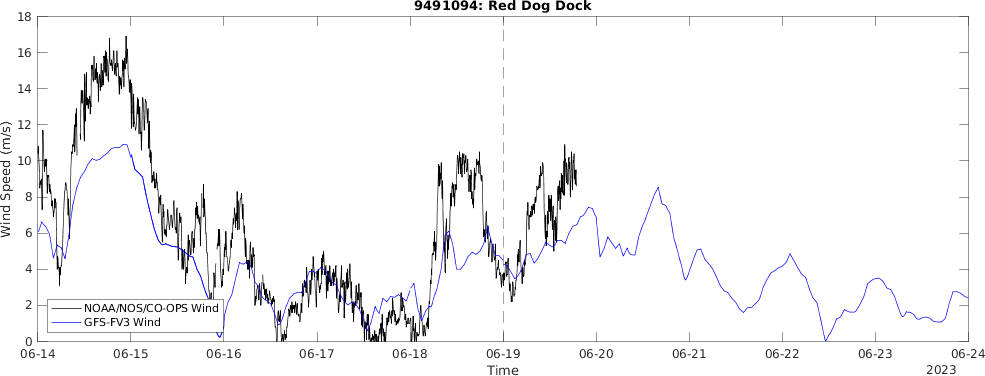 9491094: Red Dog Dock
Wind Speed (m/s)
18
16
14
12
10
8
6
4
2
0
NOAA/NOS/CO-OPS Wind
GFS-FV3 Wind
06-14 06-15 06-16 06-17 06-18 06-19 06-20 06-21 06-22 06-23 06-24
Time
2023